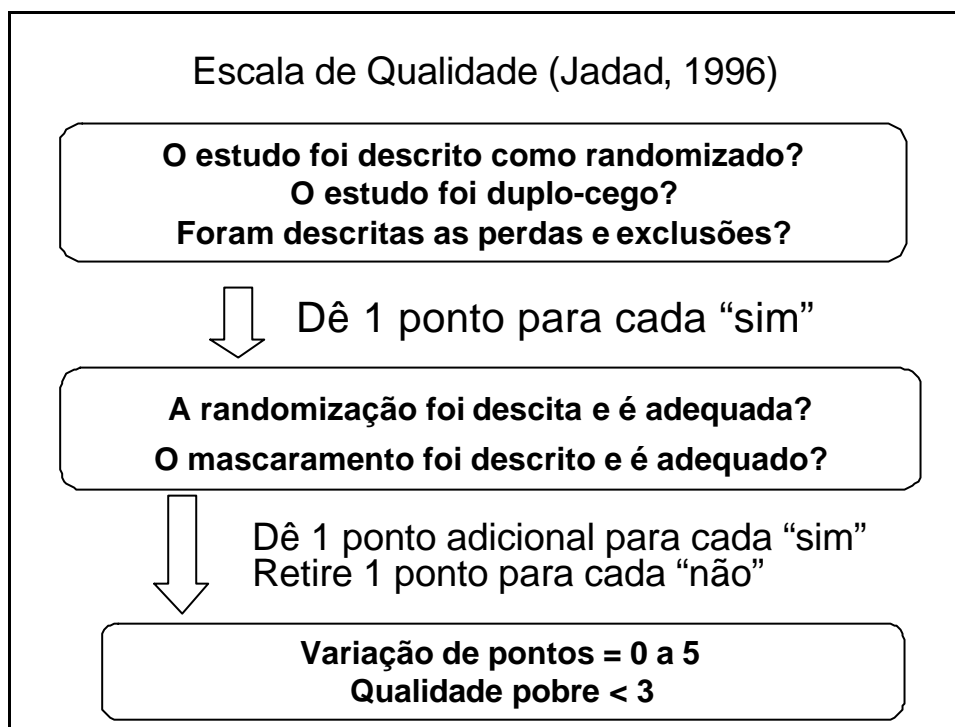 Escala de Qualidade (Jadad, 1996)
O estudo foi descrito como randomizado?
O estudo foi duplo-cego?
Foram descritas as perdas e exclusões?
Dê 1 ponto para cada “sim”
A randomização foi descita e é adequada?
O mascaramento foi descrito e é adequado?
Dê 1 ponto adicional para cada “sim”
Retire 1 ponto para cada “não”
Variação de pontos = 0 a 5
Qualidade pobre < 3